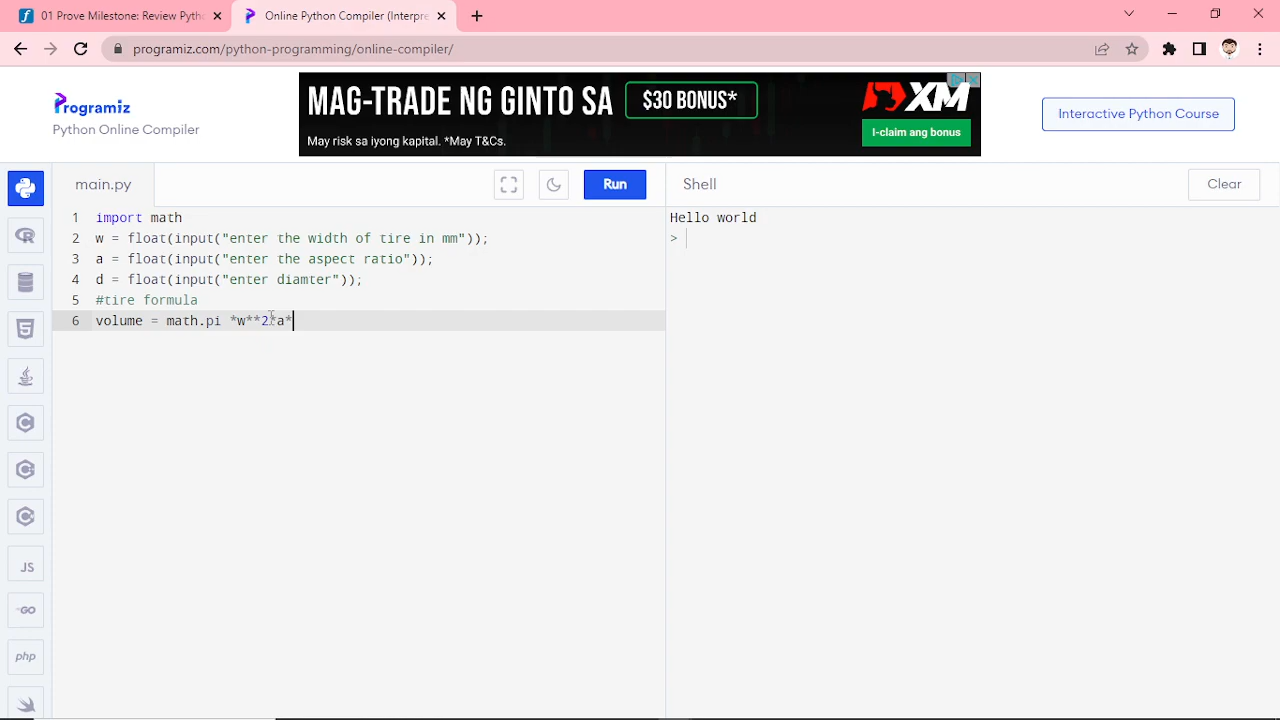 01 Prove Milestone: Review Pyth
Online Python Compiler (Interpre
programiz.com/python-programming/online-compiler/
Programiz
Python Online Compiler
MAG-TRADE NG GINTO SA
$30 BONUS*
May risk sa iyong kapital. *May T&Cs.
XM
I-claim ang bonus
Interactive Python Course
main.py
Run
Shell
Clear
1 import math
2 w = float(input("enter the width of tire in mm"));
3 a = float(input("enter the aspect ratio"));
4 d = float(input("enter diamter"));
5 #tire formula
6 volume = math.pi *w**2*a*
Hello world
>
JS
GO
php